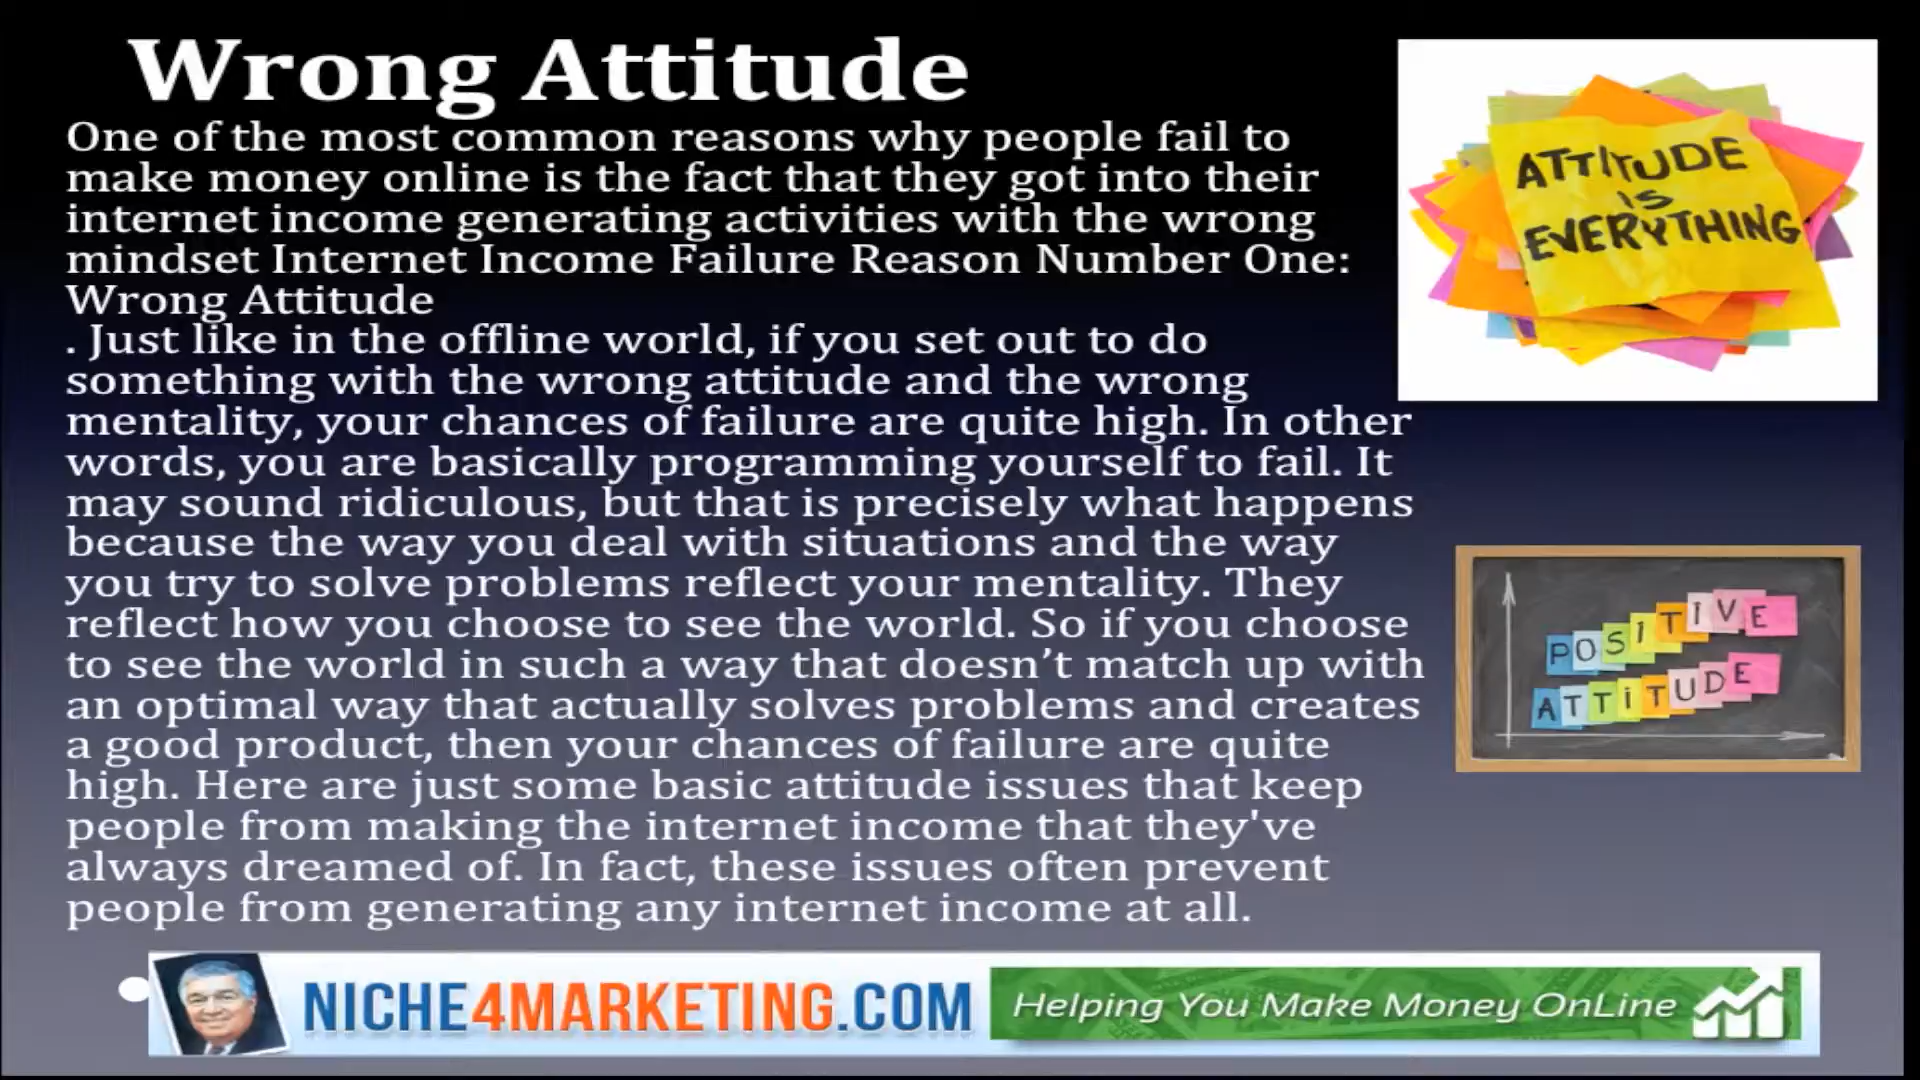 Wrong Attitude
One of the most common reasons why people fail to
make money online is the fact that they got into their
internet income generating activities with the wrong
mindset Internet Income Failure Reason Number One:
Wrong Attitude
. Just like in the offline world, if you set out to do
something with the wrong attitude and the wrong
mentality, your chances of failure are quite high. In other
words, you are basically programming yourself to fail. It
may sound ridiculous, but that is precisely what happens
because the way you deal with situations and the way
you try to solve problems reflect your mentality. They
reflect how you choose to see the world. So if you choose
to see the world in such a way that doesn’t match up with
an optimal way that actually solves problems and creates
a good product, then your chances of failure are quite
high. Here are just some basic attitude issues that keep
people from making the internet income that they've
always dreamed of. In fact, these issues often prevent
people from generating any internet income at all.
ATTITUDE
IS
EVERYTHING
POSITIVE
ATTITUDE
NICHE4MARKETING.COM
Helping You Make Money OnLine